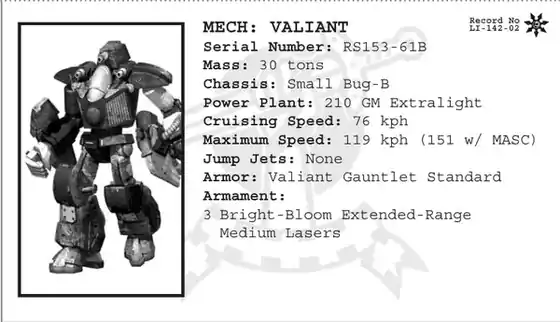 MECH: VALIANT
Record No
LI-142-02
Serial Number: RS153-61B
Mass: 30 tons
Chassis: Small Bug-B
Power Plant: 210 GM Extralight
Cruising Speed: 76 kph
Maximum Speed: 119 kph (151 w/ MASC)
Jump Jets: None
Armor: Valiant Gauntlet Standard
Armament:
3 Bright-Bloom Extended-Range
Medium Lasers